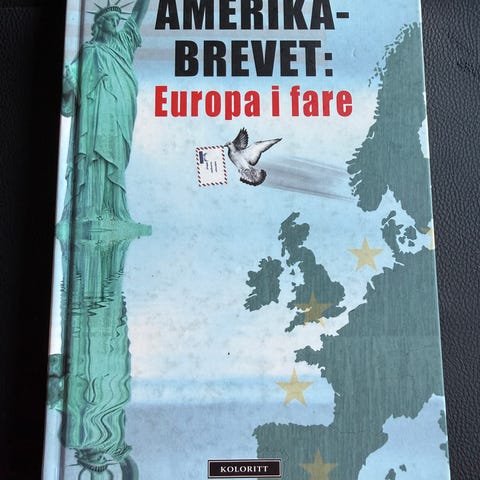 AMERIKA-
BREVET:
Europa i fare
KOLORITT